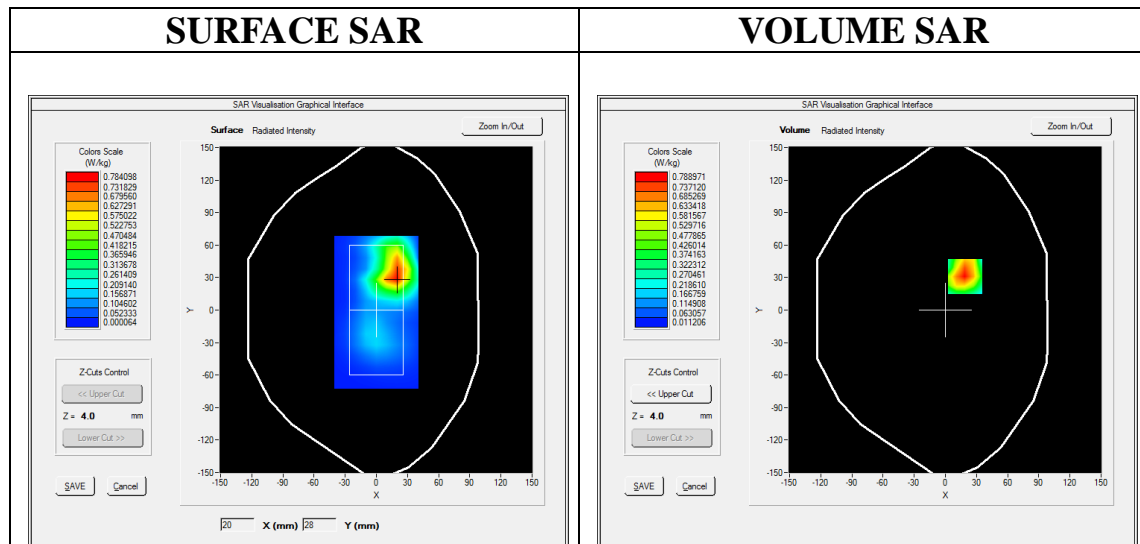 SURFACE SAR
VOLUME SAR
SAR Visualisation Graphical Interface
Surface Radiated Intensity
Zoom In/Out
Colors Scale
(W/kg)
0.784098
0.731829
0.679560
0.627291
0.575022
0.522753
0.470484
0.418215
0.365946
0.313678
0.261409
0.209140
0.156871
0.104602
0.052333
0.000064
Z-Cuts Control
<< Upper Cut
Z = 4.0 mm
Lower Cut >>
SAVE Cancel
150
120
90
60
30
0
-30
-60
-90
-120
-150
Y
-150 -120 -90 -60 -30 0 30 60 90 120 150
X
20 X (mm) 28 Y (mm)
SAR Visualisation Graphical Interface
Volume Radiated Intensity
Zoom In/Out
Colors Scale
(W/kg)
0.788971
0.737120
0.685269
0.633418
0.581567
0.529716
0.477865
0.426014
0.374163
0.322312
0.270461
0.218610
0.166759
0.114908
0.063057
0.011206
Z-Cuts Control
<< Upper Cut
Z = 4.0 mm
Lower Cut >>
SAVE Cancel
150
120
90
60
30
0
-30
-60
-90
-120
-150
Y
-150 -120 -90 -60 -30 0 30 60 90 120 150
X